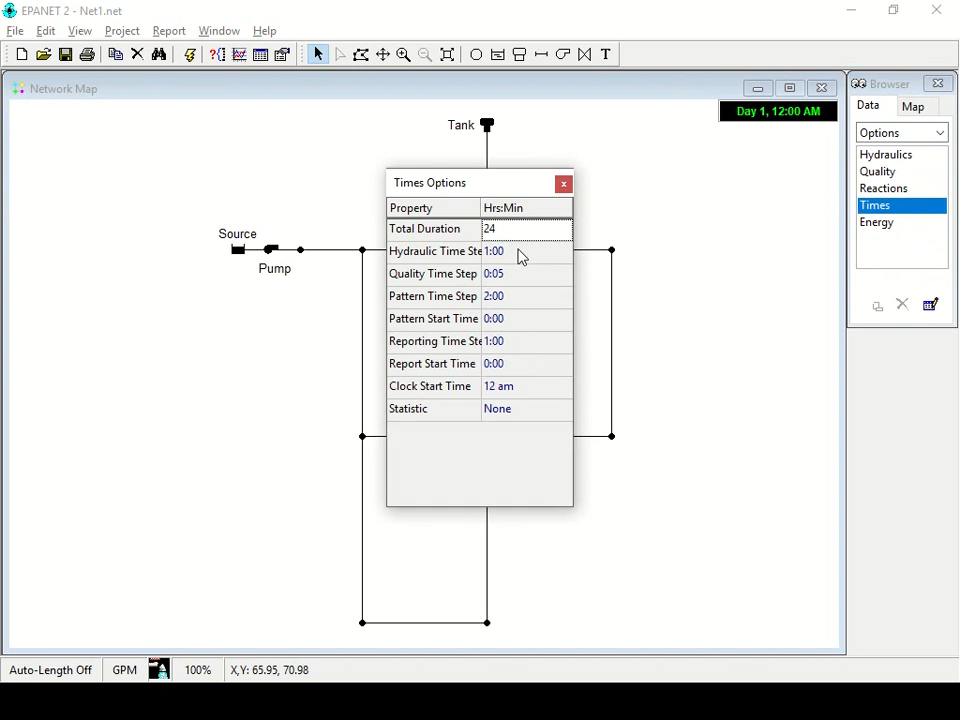 EPANET 2 - Net1.net
File Edit View Project Report Window Help
Network Map
Day 1, 12:00 AM
Tank
Source
Pump
Times Options
Property Hrs:Min
Total Duration 24
Hydraulic Time Ste 1:00
Quality Time Step 0:05
Pattern Time Step 2:00
Pattern Start Time 0:00
Reporting Time Ste 1:00
Report Start Time 0:00
Clock Start Time 12 am
Statistic None
Browser
Data Map
Options
Hydraulics
Quality
Reactions
Times
Energy
Auto-Length Off GPM 100% X,Y: 65.95, 70.98